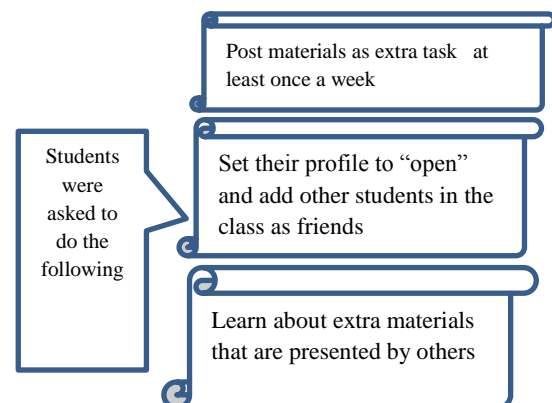 Post materials as extra task at
least once a week
Students
were
asked to
do the
following
Set their profile to “open”
and add other students in the
class as friends
Learn about extra materials
that are presented by others